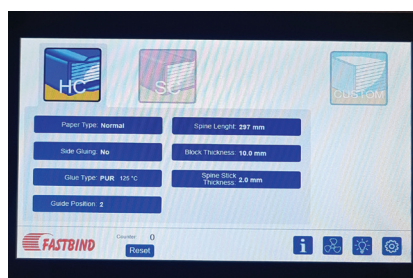 HC
SC
CUSTOM
Paper Type: Normal
Spine Lenght: 297 mm
Side Gluing: No
Block Thickness: 10.0 mm
Glue Type: PUR 125 °C
Spine Stick
Thickness: 2.0 mm
Guide Position: 2
FASTBIND
Counter: 0
Reset
i